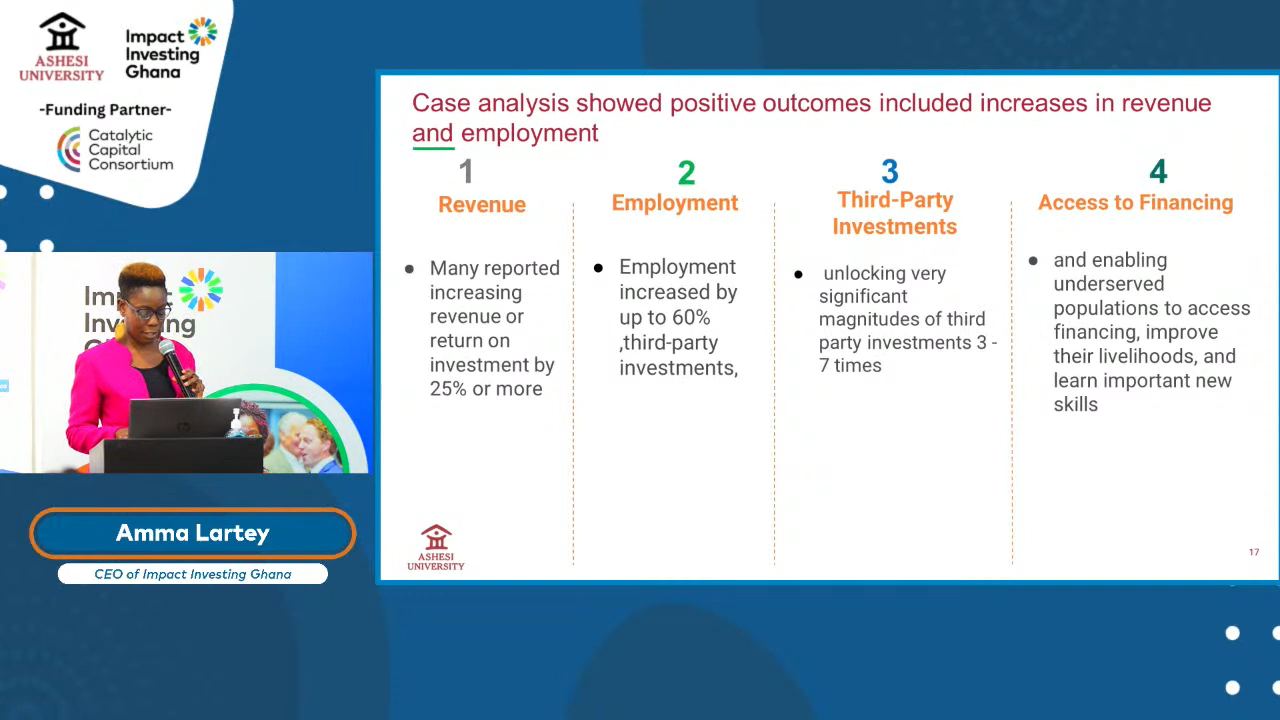 ASHESI
UNIVERSITY
Impact
Investing
Ghana
-Funding Partner-
Catalytic
Capital
Consortium
Case analysis showed positive outcomes included increases in revenue
and employment
1
Revenue
• Many reported
increasing
revenue or
return on
investment by
25% or more
2
Employment
• Employment
increased by
up to 60%
,third-party
investments,
3
Third-Party
Investments
• unlocking very
significant
magnitudes of third
party investments 3 -
7 times
4
Access to Financing
• and enabling
underserved
populations to access
financing, improve
their livelihoods, and
learn important new
skills
ASHESI
UNIVERSITY
17
Amma Lartey
CEO of Impact Investing Ghana